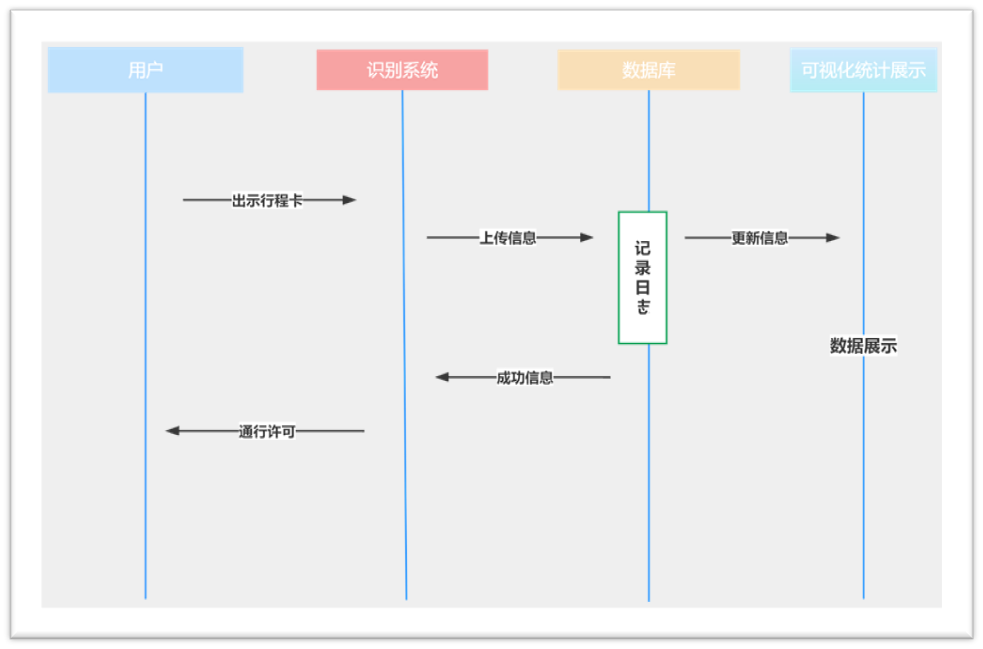 用户
识别系统
数据库
可视化统计展示
出示行程卡
上传信息
更新信息
记
录
日
志
数据展示
成功信息
通行许可